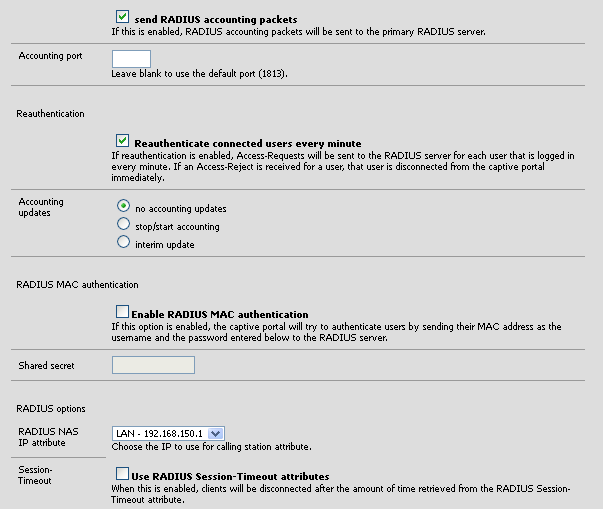 send RADIUS accounting packets
If this is enabled, RADIUS accounting packets will be sent to the primary RADIUS server.
Accounting port
Leave blank to use the default port (1813).
Reauthentication
Reauthenticate connected users every minute
If reauthentication is enabled, Access-Requests will be sent to the RADIUS server for each user that is logged in
every minute. If an Access-Reject is received for a user, that user is disconnected from the captive portal
immediately.
Accounting
updates
no accounting updates
stop/start accounting
interim update
RADIUS MAC authentication
Enable RADIUS MAC authentication
If this option is enabled, the captive portal will try to authenticate users by sending their MAC address as the
username and the password entered below to the RADIUS server.
Shared secret
RADIUS options
RADIUS NAS
IP attribute
LAN - 192.168.150.1
Choose the IP to use for calling station attribute.
Session-
Timeout
Use RADIUS Session-Timeout attributes
When this is enabled, clients will be disconnected after the amount of time retrieved from the RADIUS Session-
Timeout attribute.